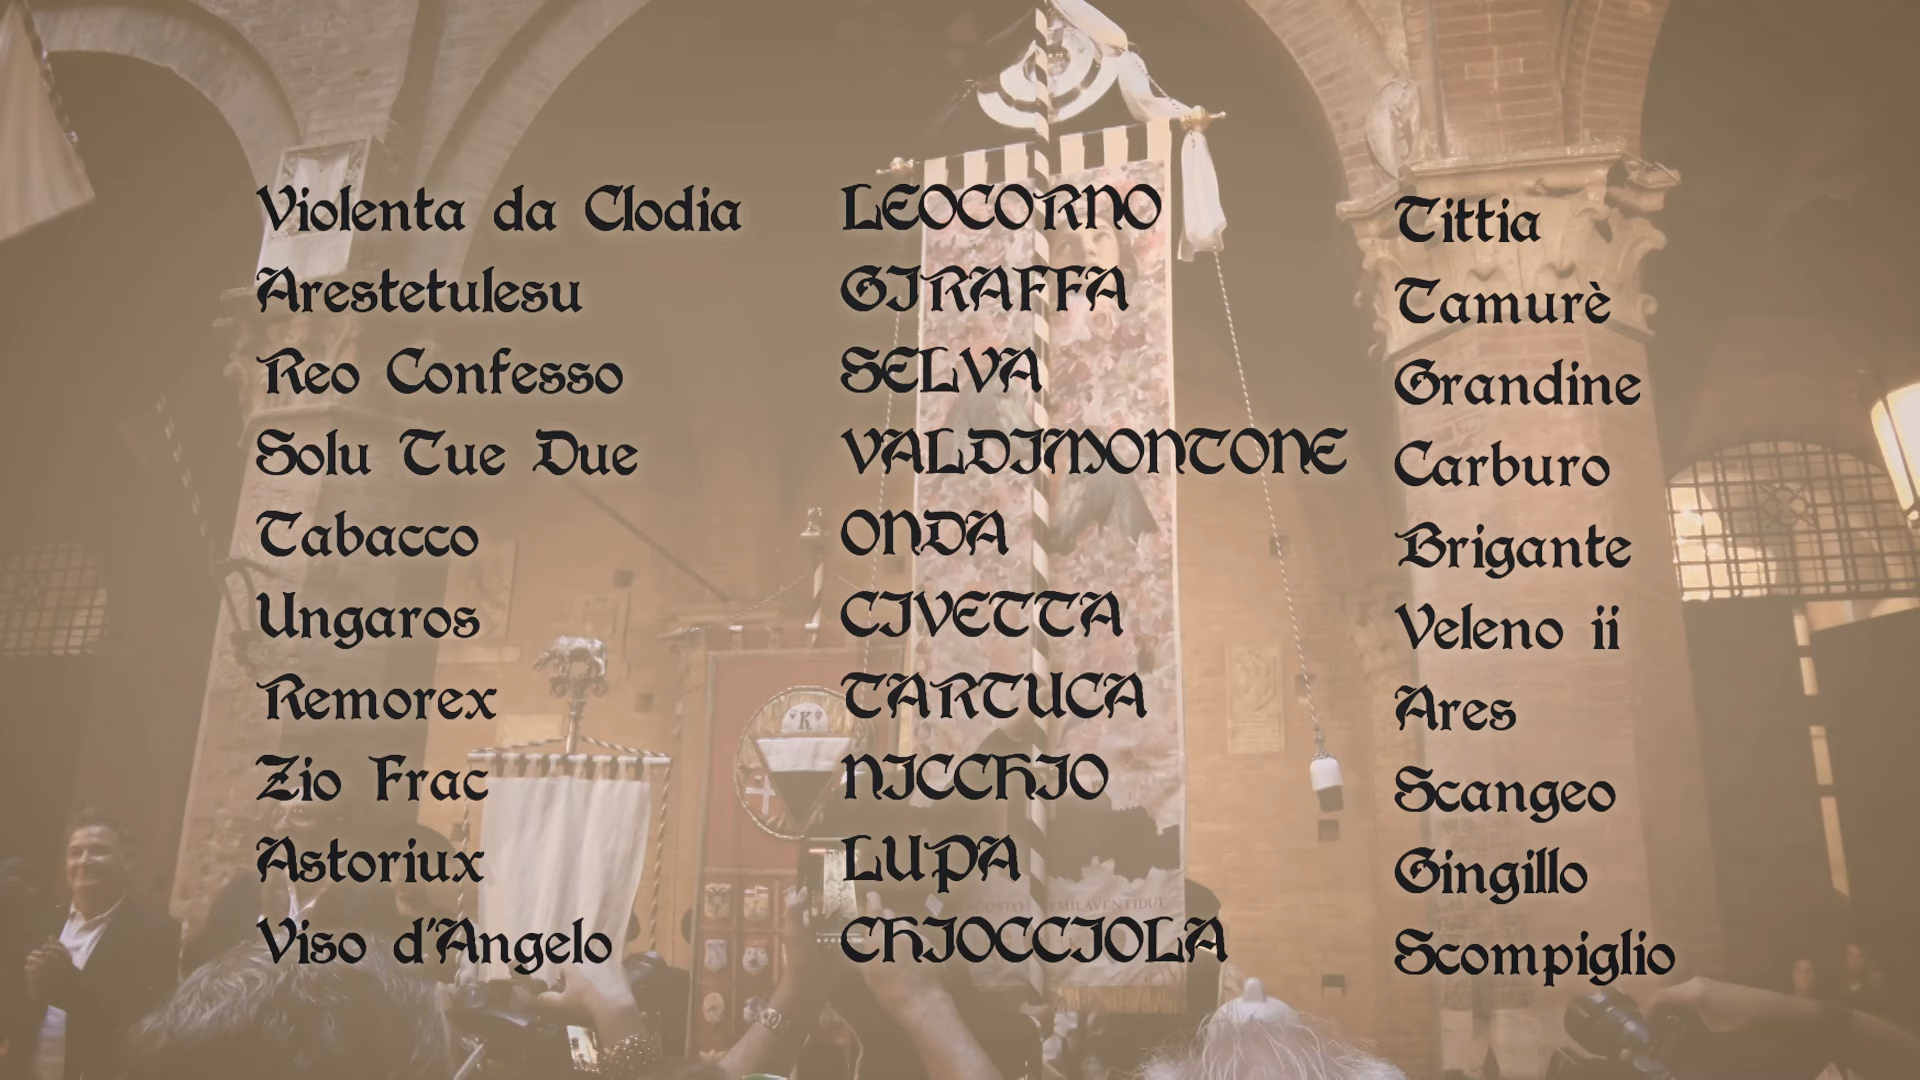 Violenta da Clodia LEOCORNO Tittia
Arestetulesu GIRAFFA Tamurè
Reo Confesso SELVA Grandine
Solu Tue Due VALDIMONTONE Carburo
Tabacco ONDA Brigante
Ungaros CIVETTA Veleno ii
Remorex TARTUCA Ares
Zio Frac NICCHIO Scangeo
Astoriux LUPA Gingillo
Viso d'Angelo CHIOCCIOLA Scompiglio
K
AGOSTO EMILAVENTIDUE